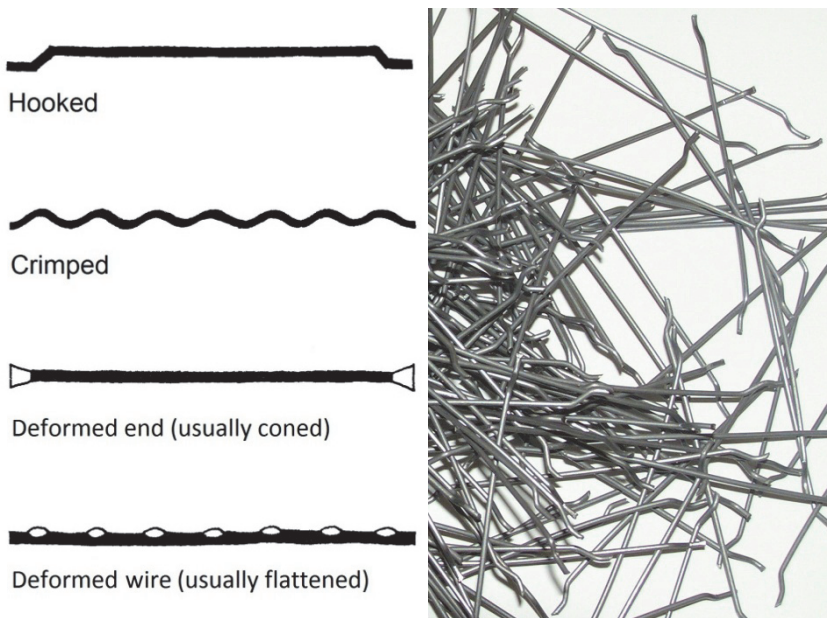 Hooked
Crimped
Deformed end (usually coned)
Deformed wire (usually flattened)